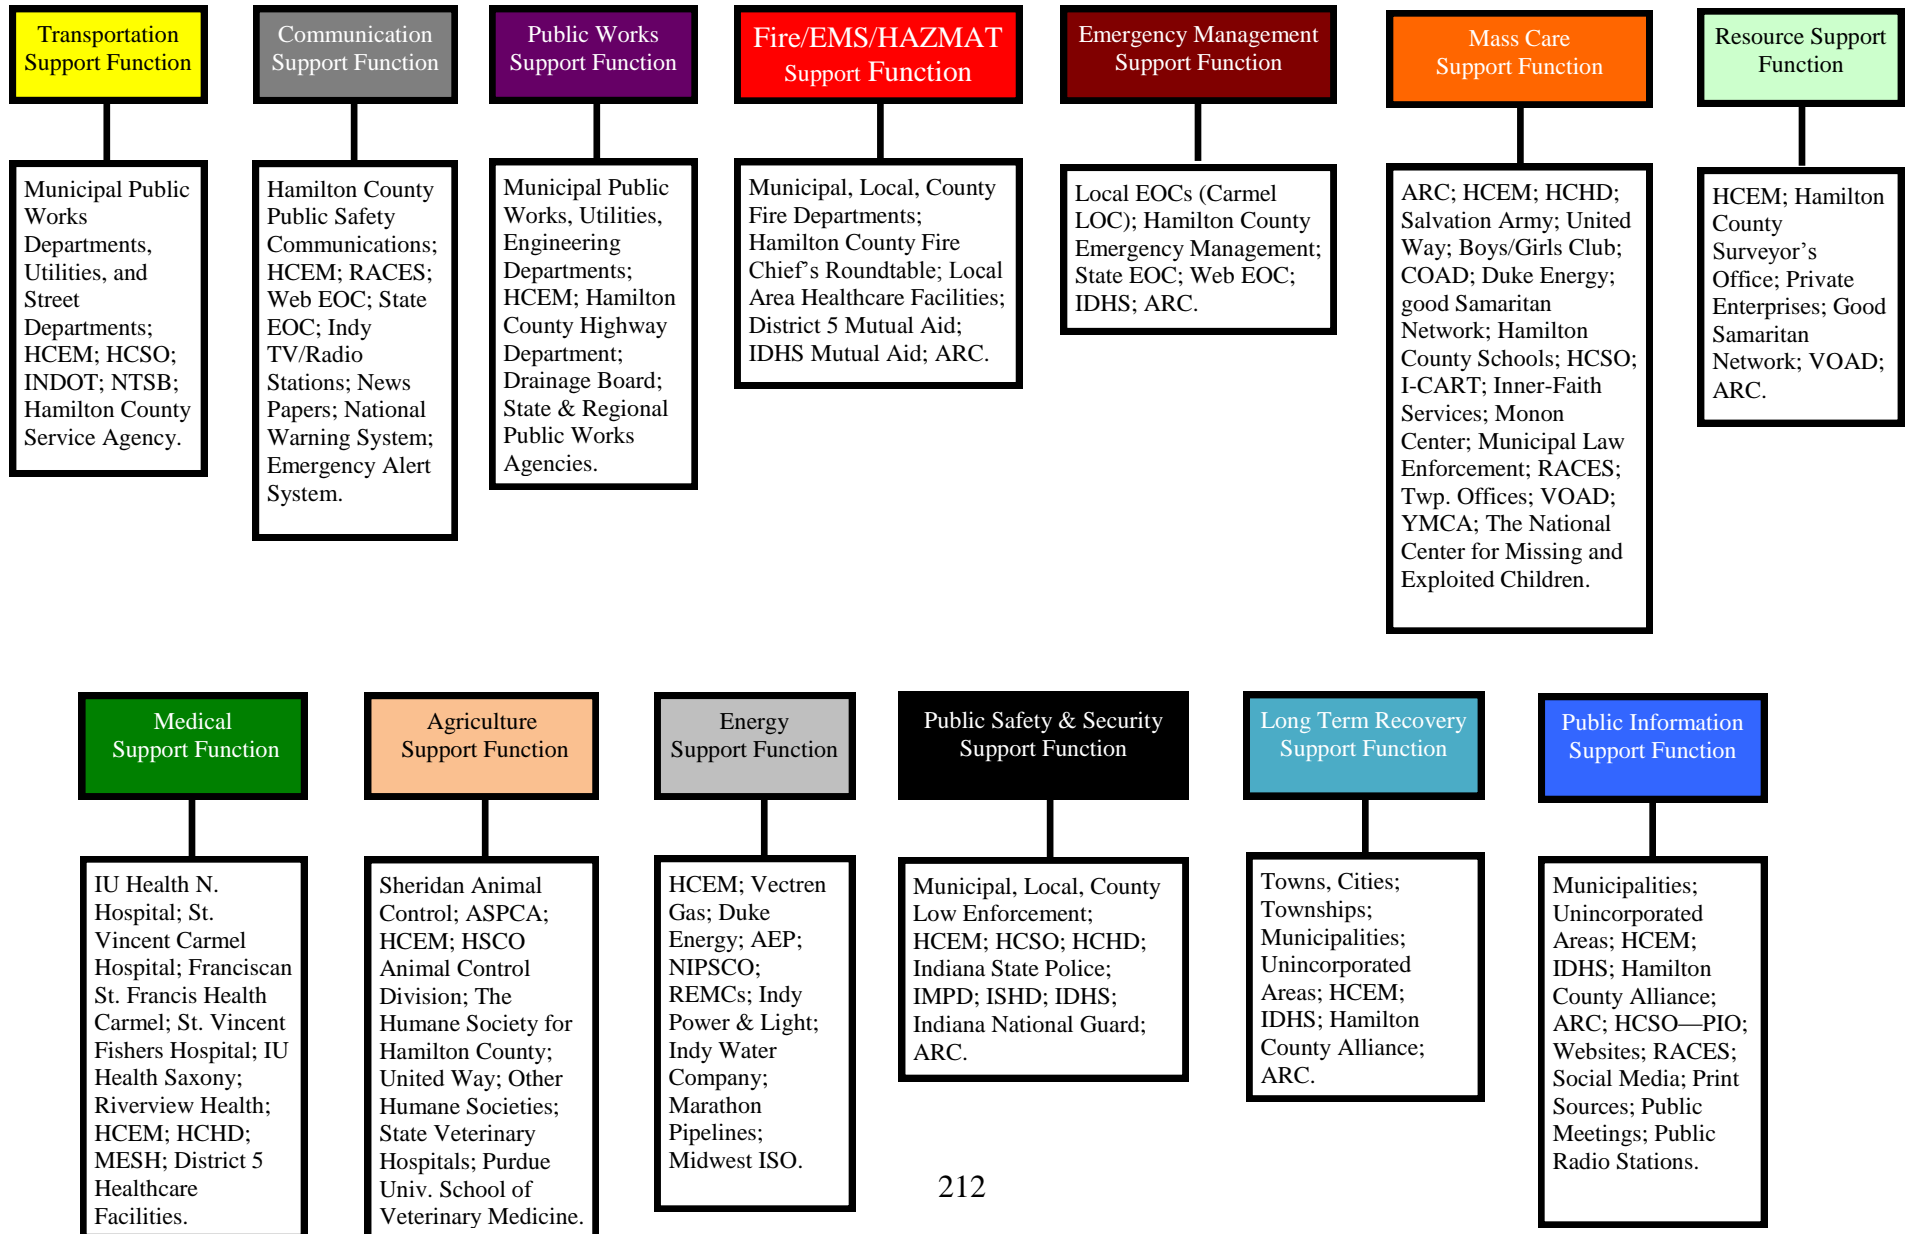 Transportation
Support Function
Communication
Support Function
Public Works
Support Function
Fire/EMS/HAZMAT
Support Function
Emergency Management
Support Function
Mass Care
Support Function
Resource Support
Function
Municipal Public
Works
Departments,
Utilities, and
Street
Departments;
HCEM; HCSO;
INDOT; NTSB;
Hamilton County
Service Agency.
Hamilton County
Public Safety
Communications;
HCEM; RACES;
Web EOC; State
EOC; Indy
TV/Radio
Stations; News
Papers; National
Warning System;
Emergency Alert
System.
Municipal Public
Works, Utilities,
Engineering
Departments;
HCEM; Hamilton
County Highway
Department;
Drainage Board;
State & Regional
Public Works
Agencies.
Municipal, Local, County
Fire Departments;
Hamilton County Fire
Chief’s Roundtable; Local
Area Healthcare Facilities;
District 5 Mutual Aid;
IDHS Mutual Aid; ARC.
Local EOCs (Carmel
LOC); Hamilton County
Emergency Management;
State EOC; Web EOC;
IDHS; ARC.
ARC; HCEM; HCHD;
Salvation Army; United
Way; Boys/Girls Club;
COAD; Duke Energy;
good Samaritan
Network; Hamilton
County Schools; HCSO;
I-CART; Inner-Faith
Services; Monon
Center; Municipal Law
Enforcement; RACES;
Twp. Offices; VOAD;
YMCA; The National
Center for Missing and
Exploited Children.
HCEM; Hamilton
County
Surveyor’s
Office; Private
Enterprises; Good
Samaritan
Network; VOAD;
ARC.
Medical
Support Function
Agriculture
Support Function
Energy
Support Function
Public Safety & Security
Support Function
Long Term Recovery
Support Function
Public Information
Support Function
IU Health N.
Hospital; St.
Vincent Carmel
Hospital; Franciscan
St. Francis Health
Carmel; St. Vincent
Fishers Hospital; IU
Health Saxony;
Riverview Health;
HCEM; HCHD;
MESH; District 5
Healthcare
Facilities.
Sheridan Animal
Control; ASPCA;
HCEM; HSCO
Animal Control
Division; The
Humane Society for
Hamilton County;
United Way; Other
Humane Societies;
State Veterinary
Hospitals; Purdue
Univ. School of
Veterinary Medicine.
HCEM; Vectren
Gas; Duke
Energy; AEP;
NIPSCO;
REMCs; Indy
Power & Light;
Indy Water
Company;
Marathon
Pipelines;
Midwest ISO.
Municipal, Local, County
Low Enforcement;
HCEM; HCSO; HCHD;
Indiana State Police;
IMPD; ISHD; IDHS;
Indiana National Guard;
ARC.
Towns, Cities;
Townships;
Municipalities;
Unincorporated
Areas; HCEM;
IDHS; Hamilton
County Alliance;
ARC.
Municipalities;
Unincorporated
Areas; HCEM;
IDHS; Hamilton
County Alliance;
ARC; HCSO—PIO;
Websites; RACES;
Social Media; Print
Sources; Public
Meetings; Public
Radio Stations.
212